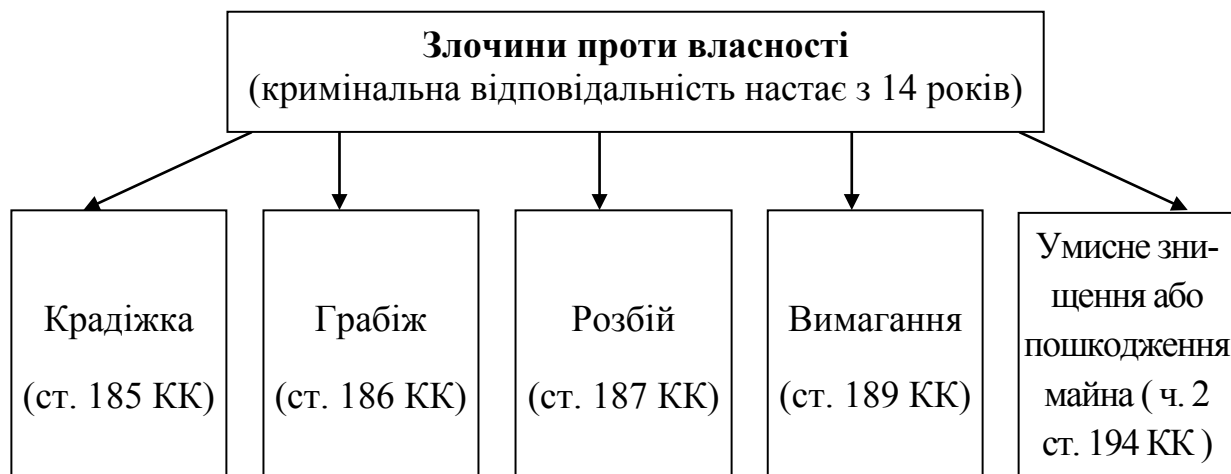 Злочини проти власності
(кримінальна відповідальність настає з 14 років)
Крадіжка
(ст. 185 КК)
Грабіж
(ст. 186 КК)
Розбій
(ст. 187 КК)
Вимагання
(ст. 189 КК)
Умисне зни-
щення або
пошкодження
майна ( ч. 2
ст. 194 КК )